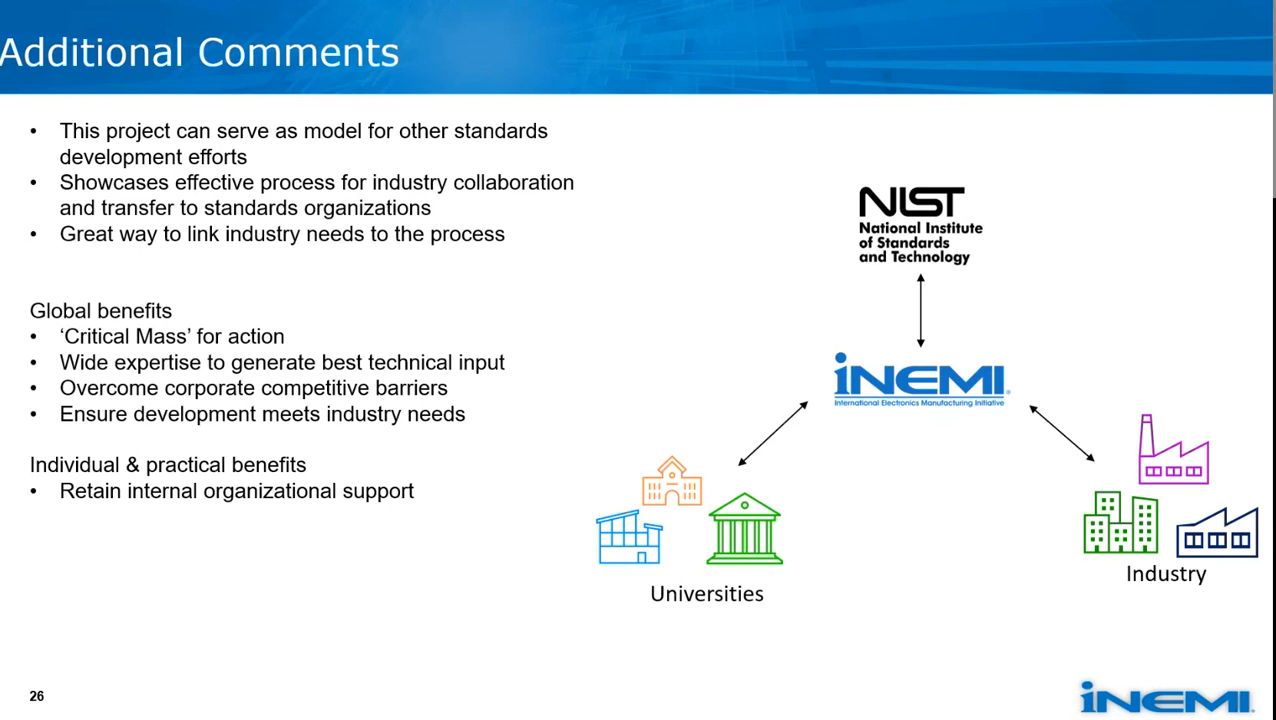 Additional Comments
• This project can serve as model for other standards
development efforts
• Showcases effective process for industry collaboration
and transfer to standards organizations
• Great way to link industry needs to the process
Global benefits
• ‘Critical Mass’ for action
• Wide expertise to generate best technical input
• Overcome corporate competitive barriers
• Ensure development meets industry needs
Individual & practical benefits
• Retain internal organizational support
NIST
National Institute
of Standards
and Technology
iNEMI®
International Electronics Manufacturing Initiative
Universities
Industry
26
iNEMI